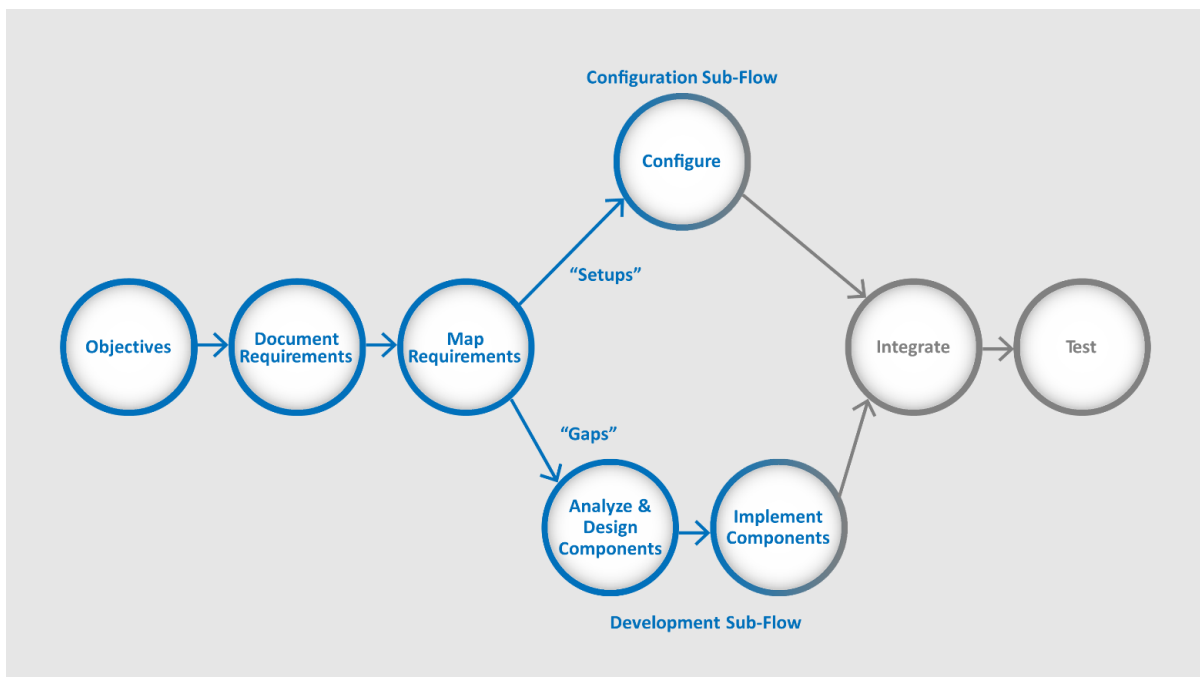 Configuration Sub-Flow
Configure
“Setups”
Objectives
Document
Requirements
Map
Requirements
Integrate
Test
“Gaps”
Analyze &
Design
Components
Implement
Components
Development Sub-Flow